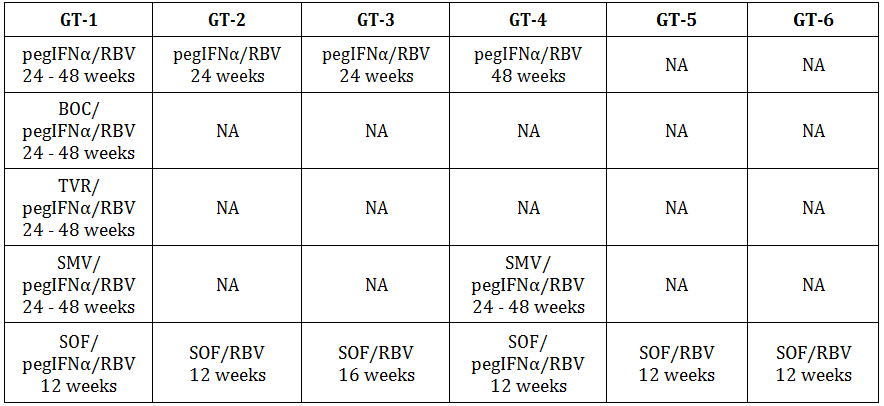 GT-1 GT-2 GT-3 GT-4 GT-5 GT-6
pegIFNα/RBV
24 - 48 weeks
pegIFNα/RBV
24 weeks
pegIFNα/RBV
24 weeks
pegIFNα/RBV
48 weeks
NA
NA
BOC/
pegIFNα/RBV
24 - 48 weeks
NA
NA
NA
NA
NA
TVR/
pegIFNα/RBV
24 - 48 weeks
NA
NA
NA
NA
NA
SMV/
pegIFNα/RBV
24 - 48 weeks
NA
NA
SMV/
pegIFNα/RBV
24 - 48 weeks
NA
NA
SOF/
pegIFNα/RBV
12 weeks
SOF/RBV
12 weeks
SOF/RBV
16 weeks
SOF/
pegIFNα/RBV
12 weeks
SOF/RBV
12 weeks
SOF/RBV
12 weeks